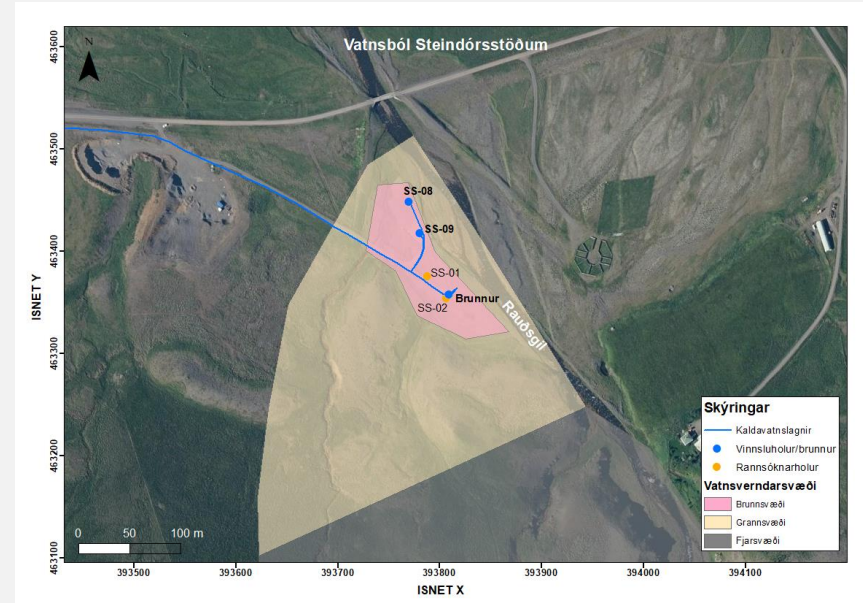 Vatnsból Steindórsstöðum
N
463600
463500
463400
463300
463200
463100
ISNET Y
SS-08
SS-09
SS-01
SS-02
Brunnur
Rauðsgil
Skýringar
Kaldavatnslagnir
Vinnsluholur/brunnur
Rannsóknarholur
Vatnsverndarsvæði
Brunnsvæði
Grannsvæði
Fjarsvæði
0 50 100 m
393500 393600 393700 393800 393900 394000 394100
ISNET X